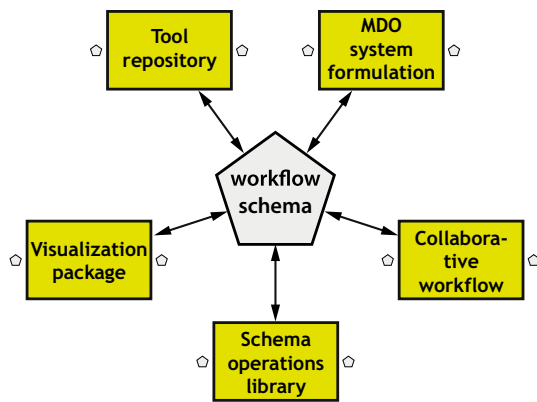 Tool
repository
MDO
system
formulation
workflow
schema
Visualization
package
Collabora-
tive
workflow
Schema
operations
library